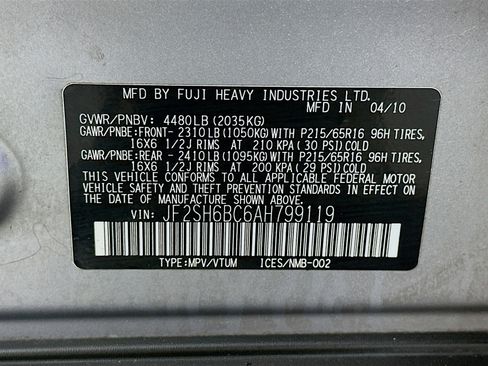 MFD BY FUJI HEAVY INDUSTRIES LTD.
MFD IN 04/10
GVWR/PNBV: 4480LB (2035KG)
GAWR/PNBE:FRONT- 2310LB(1050KG)WITH P215/65R16 96H TIRES,
16X6 1/2J RIMS AT 210 KPA( 30 PSI)COLD
GAWR/PNBE:REAR - 2410LB(1095KG)WITH P215/65R16 96H TIRES,
16X6 1/2J RIMS AT 200 KPA( 29 PSI)COLD
THIS VEHICLE CONFORMS TO ALL APPLICABLE FEDERAL MOTOR VEHICLE
SAFETY AND THEFT PREVENTION STANDARDS IN EFFECT ON THE DATE
OF MANUFACTURE SHOWN ABOVE.
VIN: JF2SH6BC6AH799119
TYPE:MPV/VTUM ICES/NMB-002